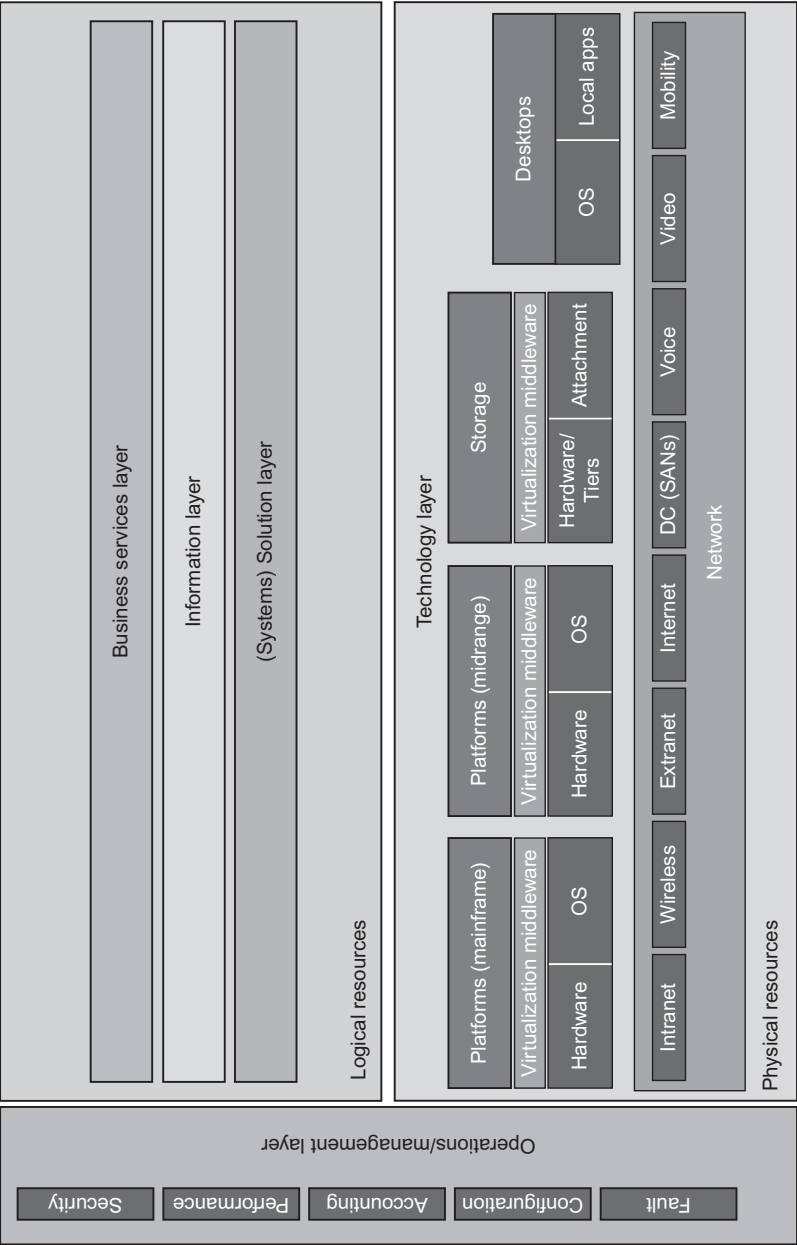 Operations/management layer
Security
Performance
Accounting
Configuration
Fault
Business services layer
Information layer
(Systems) Solution layer
Logical resources
Technology layer
Platforms (mainframe)
Virtualization middleware
Hardware
OS
Platforms (midrange)
Virtualization middleware
Hardware
OS
Storage
Virtualization middleware
Hardware/
Tiers
Attachment
Desktops
OS
Local apps
Intranet
Wireless
Extranet
Internet
DC (SANs)
Voice
Video
Mobility
Network
Physical resources